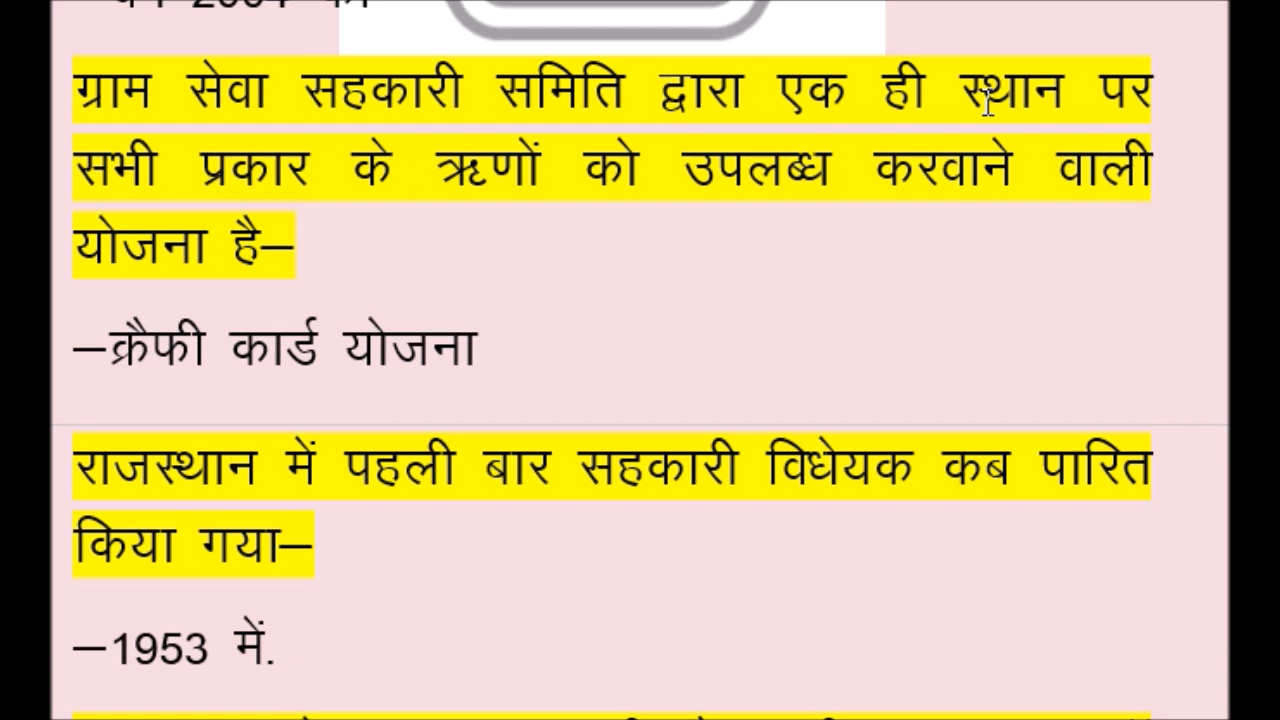 ग्राम सेवा सहकारी समिति द्वारा एक ही स्थान पर
सभी प्रकार के ऋणों को उपलब्ध करवाने वाली
योजना है–
–क्रैफी कार्ड योजना
राजस्थान में पहली बार सहकारी विधेयक कब पारित
किया गया–
–1953 में.